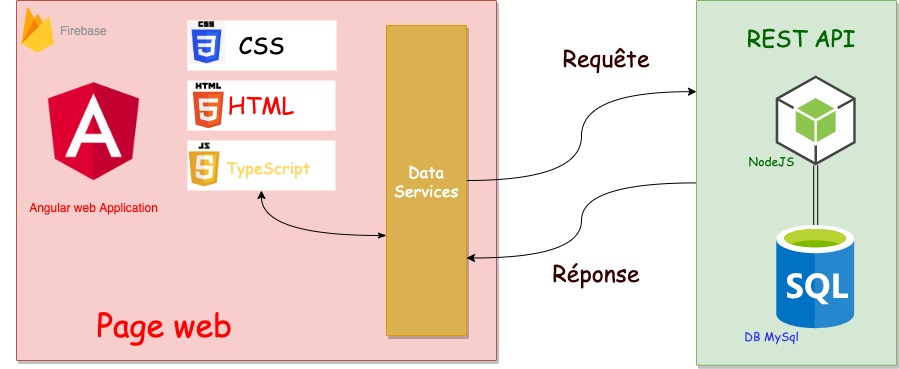 Firebase
CSS
CSS
HTML
HTML
JS
TypeScript
Angular web Application
A
Data
Services
Page web
Requête
Réponse
REST API
NodeJS
SQL
DB MySql